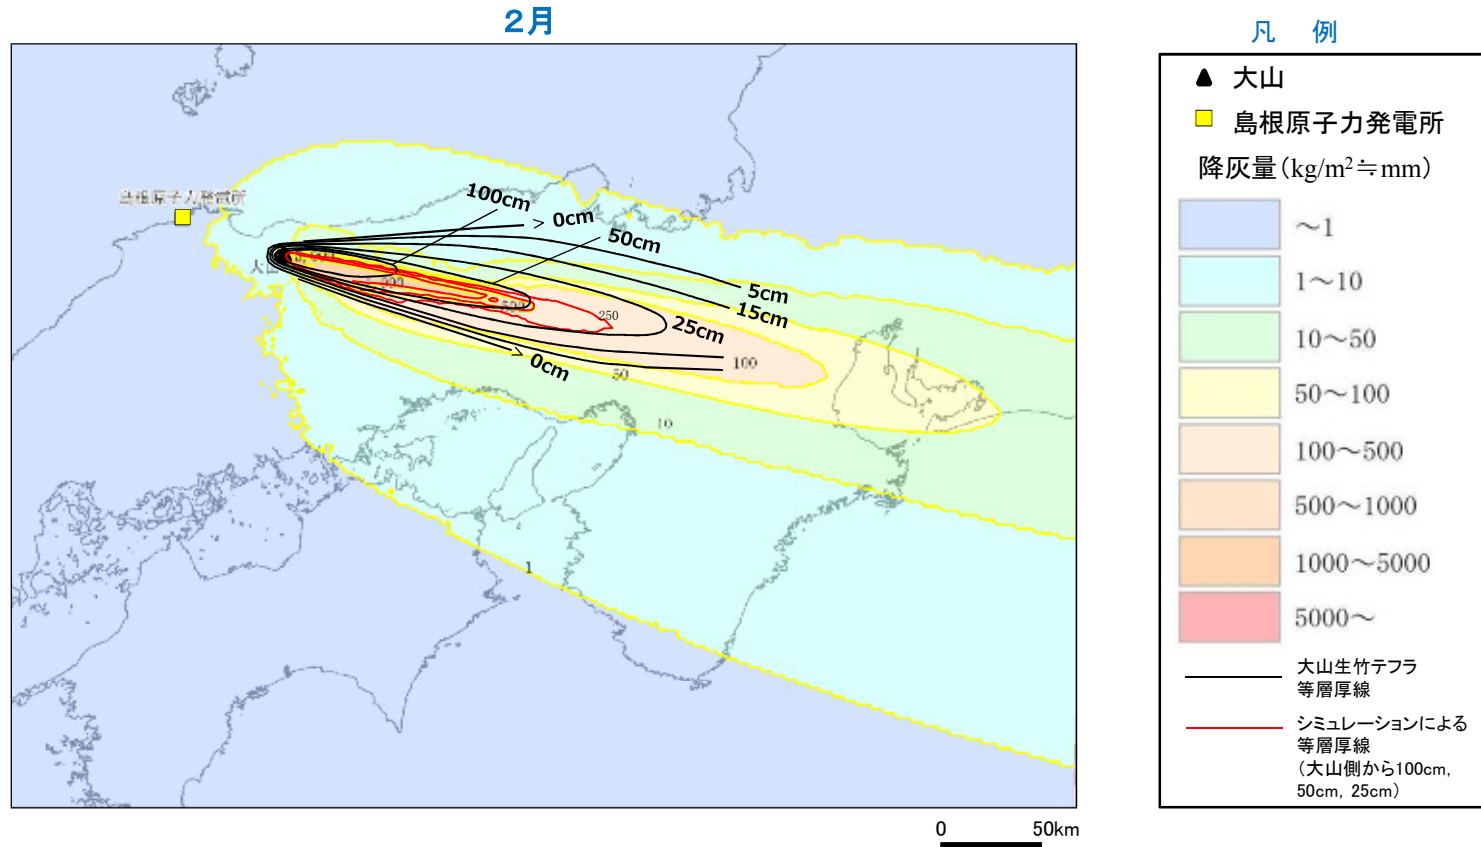 2月
凡 例
大山
島根原子力発電所
降灰量(kg/m²≒mm)
～1
1～10
10～50
50～100
100～500
500～1000
1000～5000
5000～
大山生竹テフラ
等層厚線
シミュレーションによる
等層厚線
(大山側から100cm,
50cm, 25cm)
島根原子力発電所
100cm
> 0cm
50cm
5cm
15cm
25cm
> 0cm
大山
500
250
100
50
10
1
0 50km